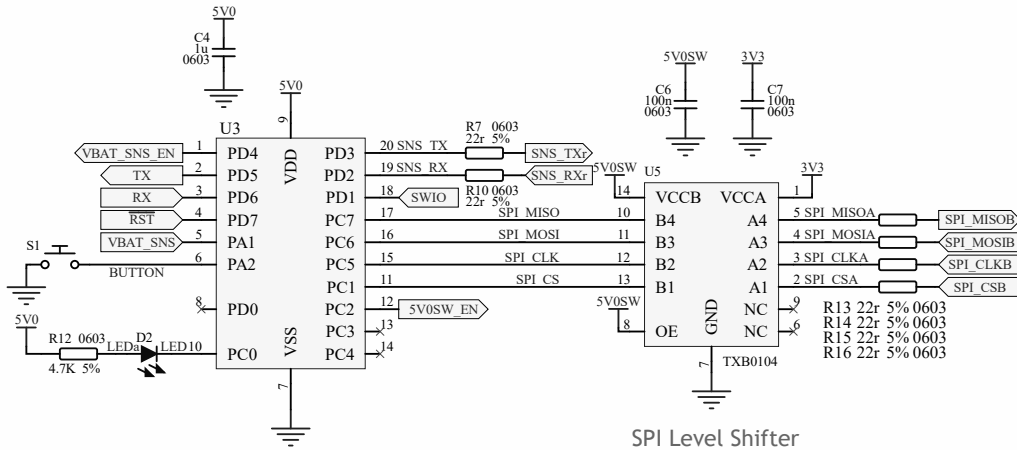 5V0
C4
1u
0603
5V0
9
U3
VDD
VSS
7
VBAT_SNS_EN 1 PD4
TX 2 PD5
RX 3 PD6
RST 4 PD7
VBAT_SNS 5 PA1
S1
BUTTON 6 PA2
8 PD0
5V0
R12 0603
4.7K 5%
LEDa D2 LED 10 PC0
PD3 20 SNS_TX
R7 0603
22r 5%
SNS_TXr
PD2 19 SNS_RX
R10 0603
22r 5%
SNS_RXr
PD1 18 SWIO
PC7 17 SPI_MISO 10 B4
PC6 16 SPI_MOSI 11 B3
PC5 15 SPI_CLK 12 B2
PC1 11 SPI_CS 13 B1
PC2 12 5V0SW_EN
PC3 13
PC4 14
5V0SW
C6
100n
0603
3V3
C7
100n
0603
5V0SW
U5
14 VCCB
VCCA 1
3V3
A4 5 SPI_MISOA SPI_MISOB
A3 4 SPI_MOSIA SPI_MOSIB
A2 3 SPI_CLKA SPI_CLKB
A1 2 SPI_CSA SPI_CSB
5V0SW
8 OE
GND
7
NC 9
NC 6
TXB0104
R13 22r 5% 0603
R14 22r 5% 0603
R15 22r 5% 0603
R16 22r 5% 0603
SPI Level Shifter